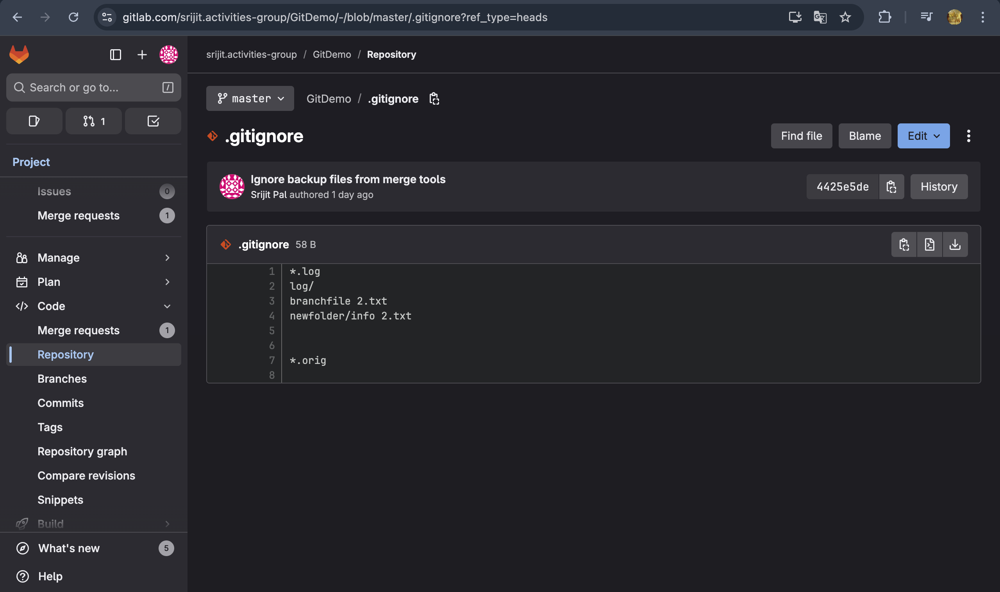 gitlab.com/srijit.activities-group/GitDemo/-/blob/master/.gitignore?ref_type=heads
Search or go to... /
1
Project
Issues 0
Merge requests 1
Manage
Plan
Code
Merge requests 1
Repository
Branches
Commits
Tags
Repository graph
Compare revisions
Snippets
Build
What's new 5
Help
srijit.activities-group / GitDemo / Repository
master GitDemo / .gitignore
.gitignore
Find file Blame Edit
Ignore backup files from merge tools
Srijit Pal authored 1 day ago
4425e5de History
.gitignore 58 B
1 *.log
2 log/
3 branchfile 2.txt
4 newfolder/info 2.txt
5
6
7 *.orig
8